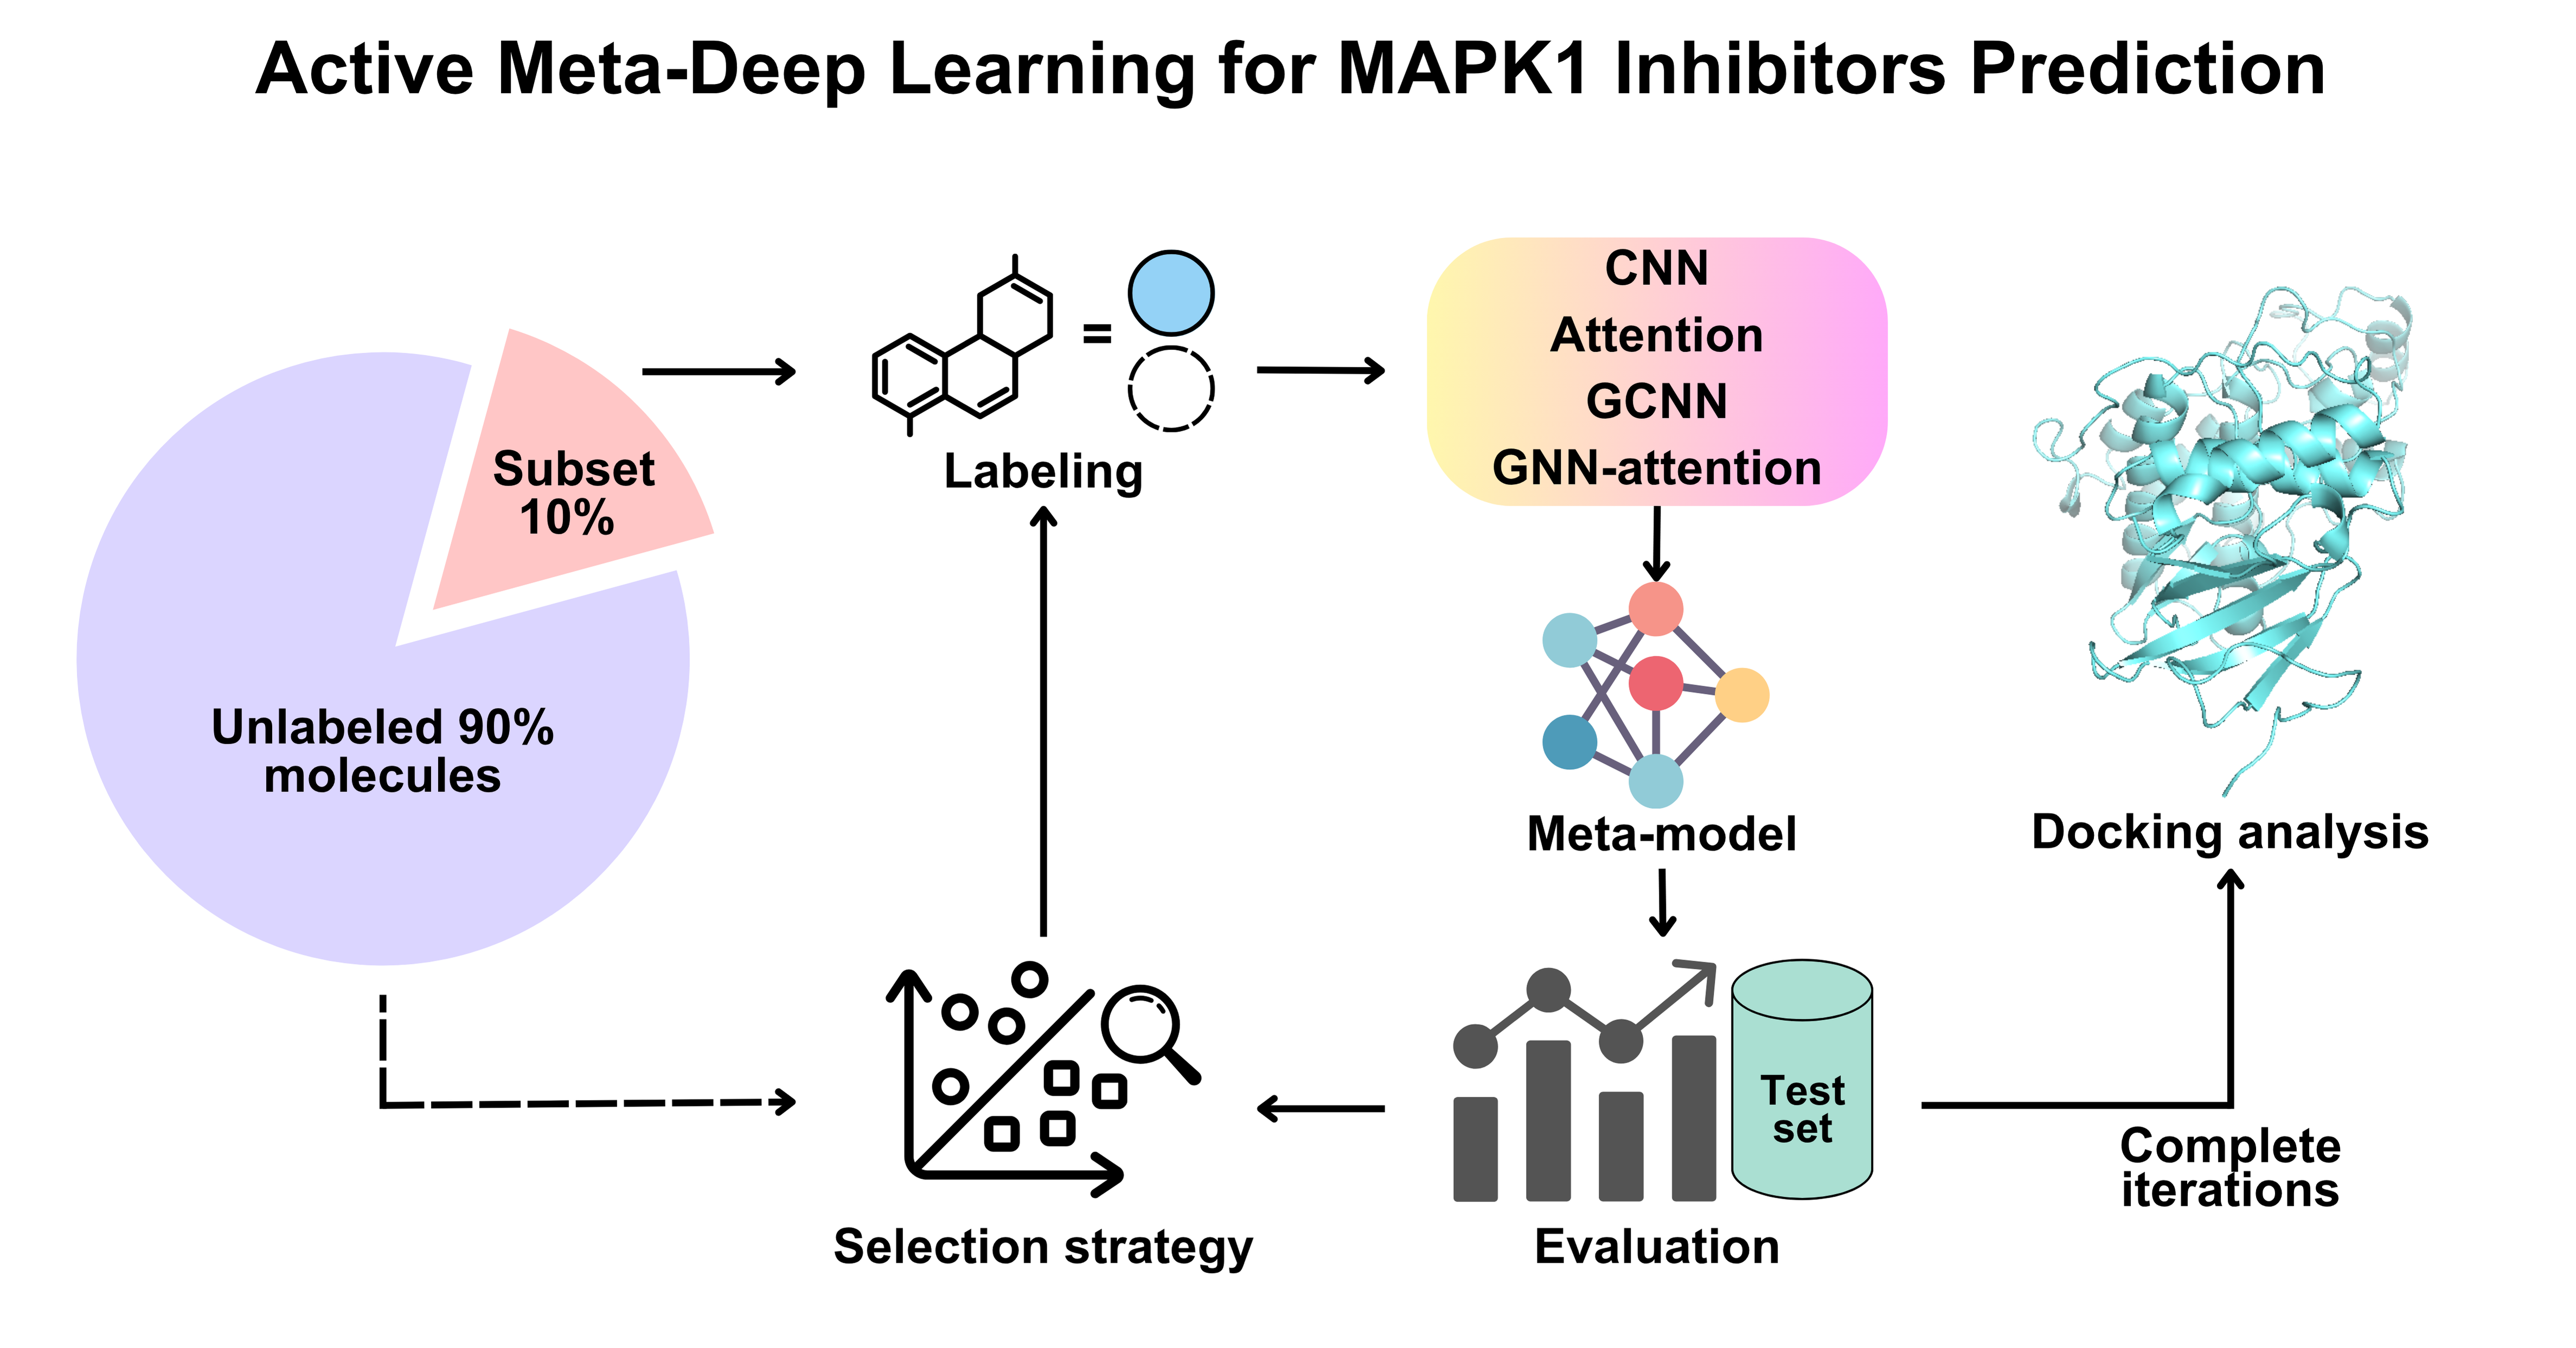 Active Meta-Deep Learning for MAPK1 Inhibitors Prediction
Subset
10%
Unlabeled 90%
molecules
=
Labeling
CNN
Attention
GCNN
GNN-attention
Meta-model
Docking analysis
Test
set
Evaluation
Selection strategy
Complete
iterations